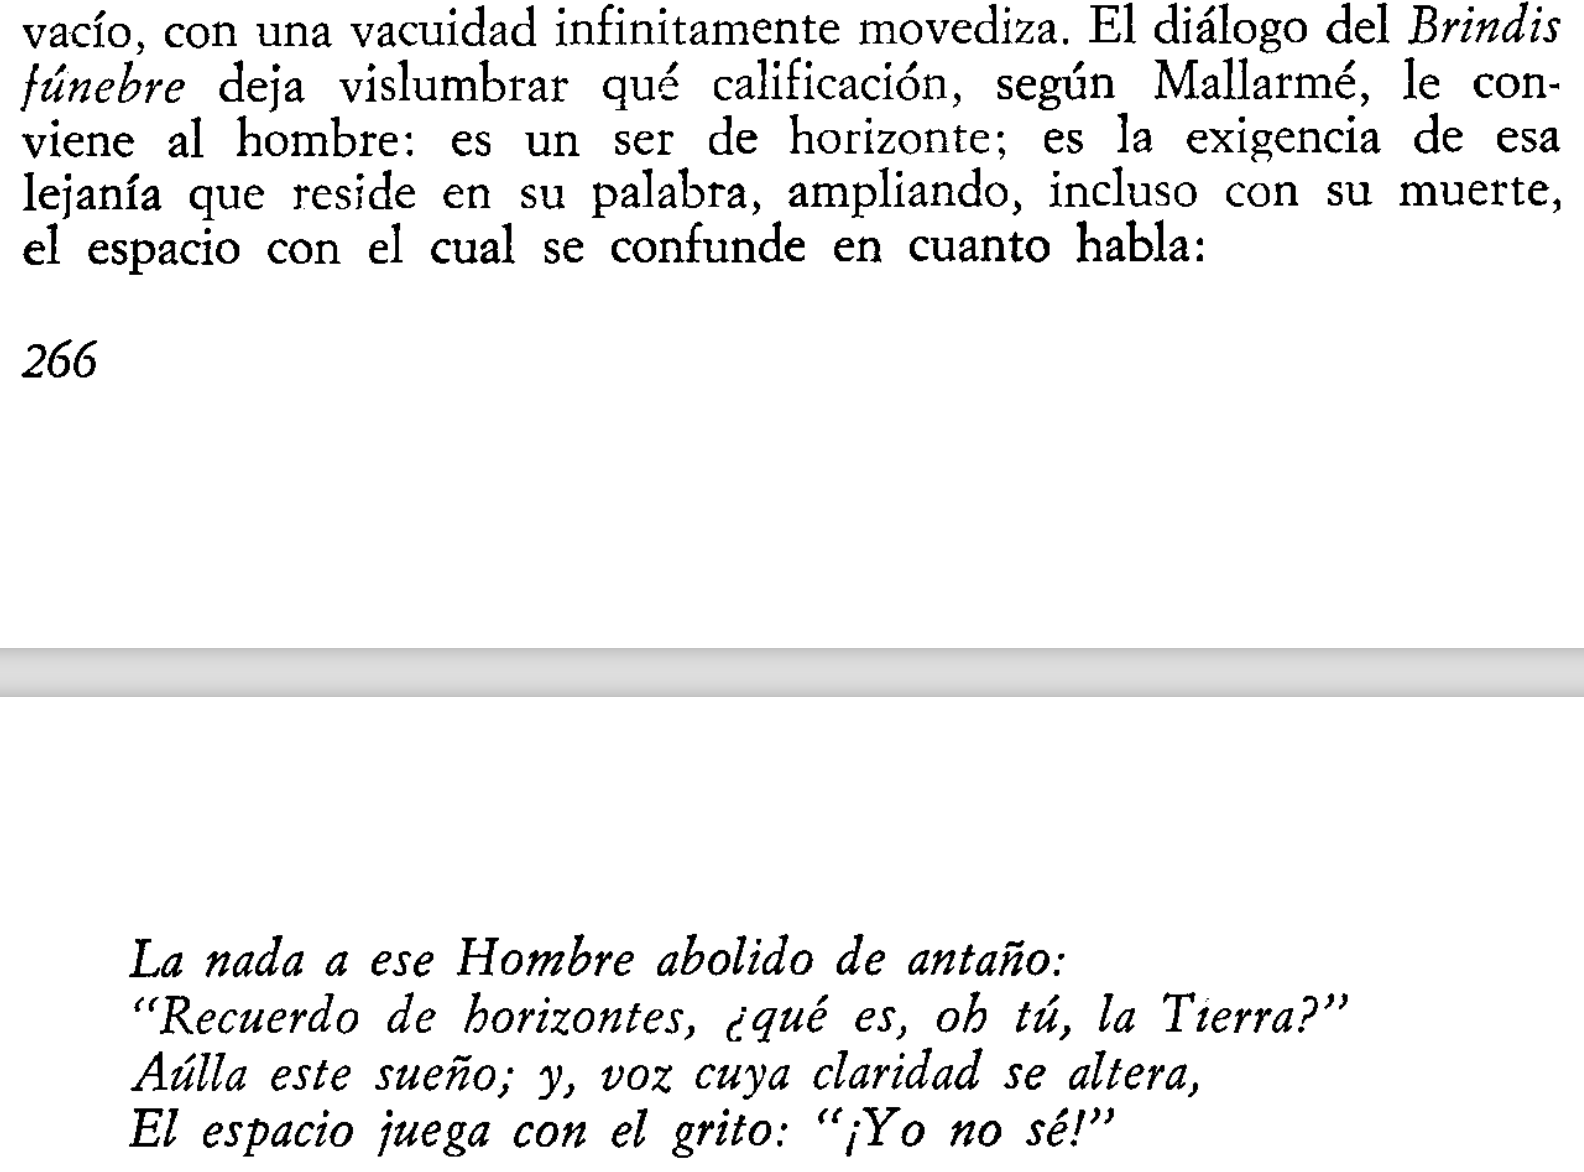 vacío, con una vacuidad infinitamente movediza. El diálogo del Brindis
fúnebre deja vislumbrar qué calificación, según Mallarmé, le con-
viene al hombre: es un ser de horizonte; es la exigencia de esa
lejanía que reside en su palabra, ampliando, incluso con su muerte,
el espacio con el cual se confunde en cuanto habla:
266
La nada a ese Hombre abolido de antaño:
“Recuerdo de horizontes, ¿qué es, oh tú, la Tierra?”
Aúlla este sueño; y, voz cuya claridad se altera,
El espacio juega con el grito: “¡Yo no sé!”